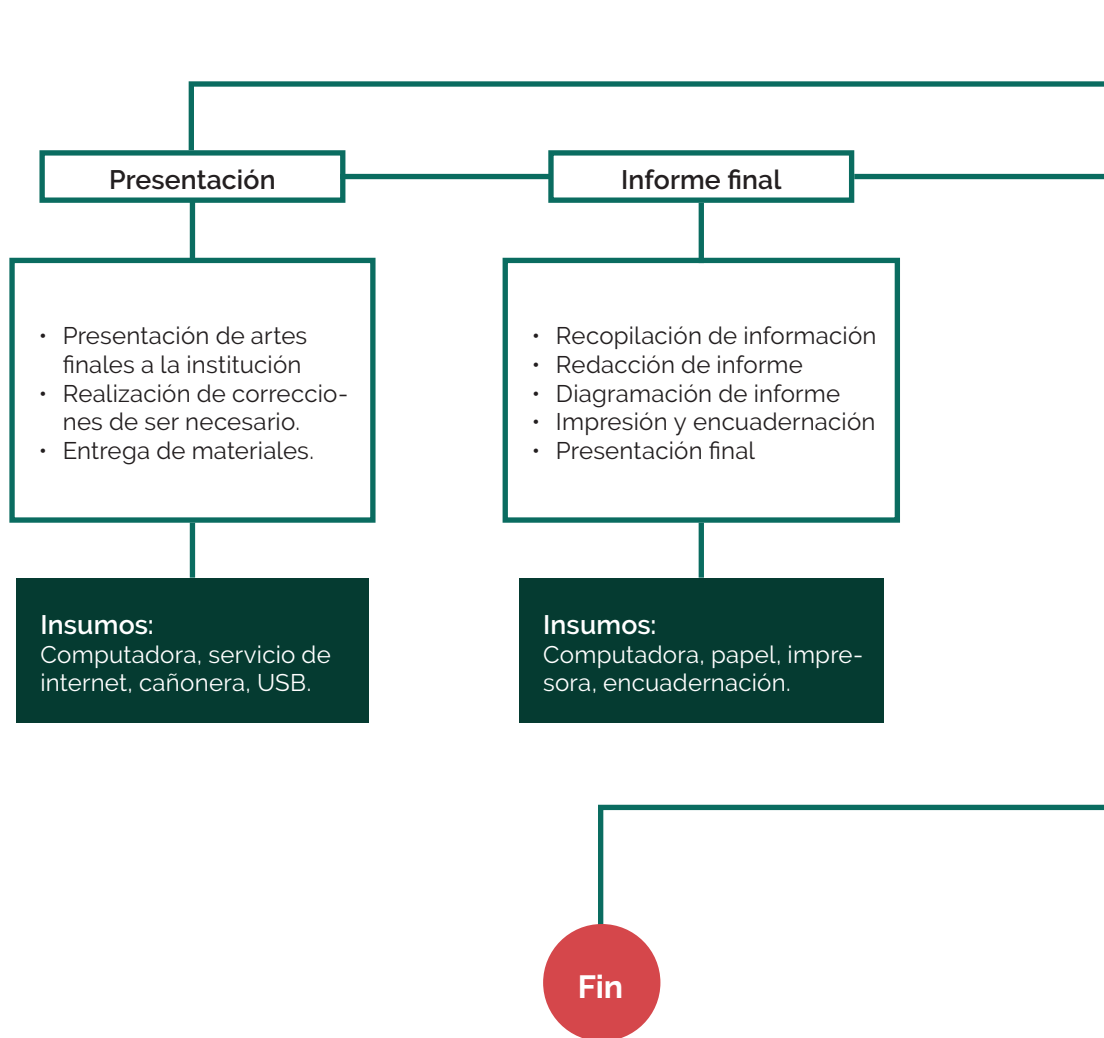 Presentación
• Presentación de artes
finales a la institución
• Realización de correccio-
nes de ser necesario.
• Entrega de materiales.
Insumos:
Computadora, servicio de
internet, cañonera, USB.
Informe final
• Recopilación de información
• Redacción de informe
• Diagramación de informe
• Impresión y encuadernación
• Presentación final
Insumos:
Computadora, papel, impre-
sora, encuadernación.
Fin